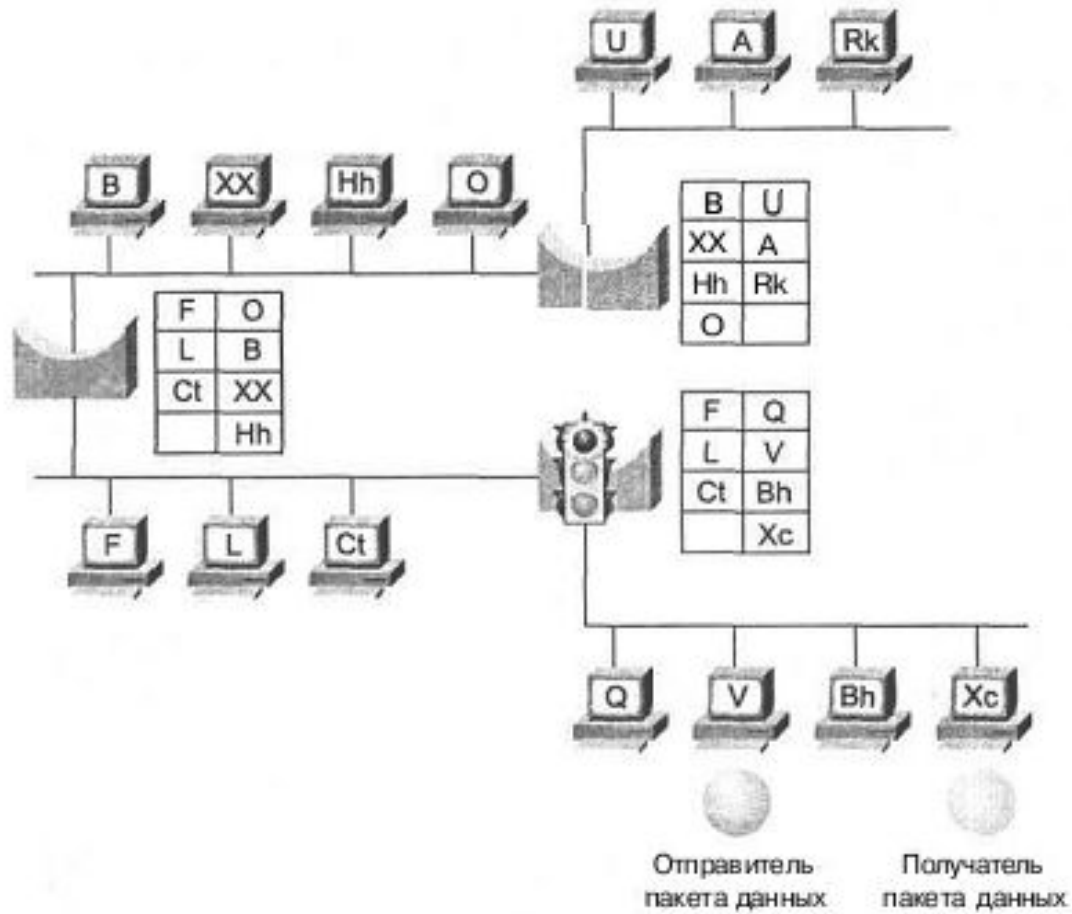 U A Rk
B XX Hh O
B U
XX A
Hh Rk
O
F O
L B
Ct XX
Hh
F Q
L V
Ct Bh
Xc
F L Ct
Q V Bh Xc
Отправитель
пакета данных
Получатель
пакета данных